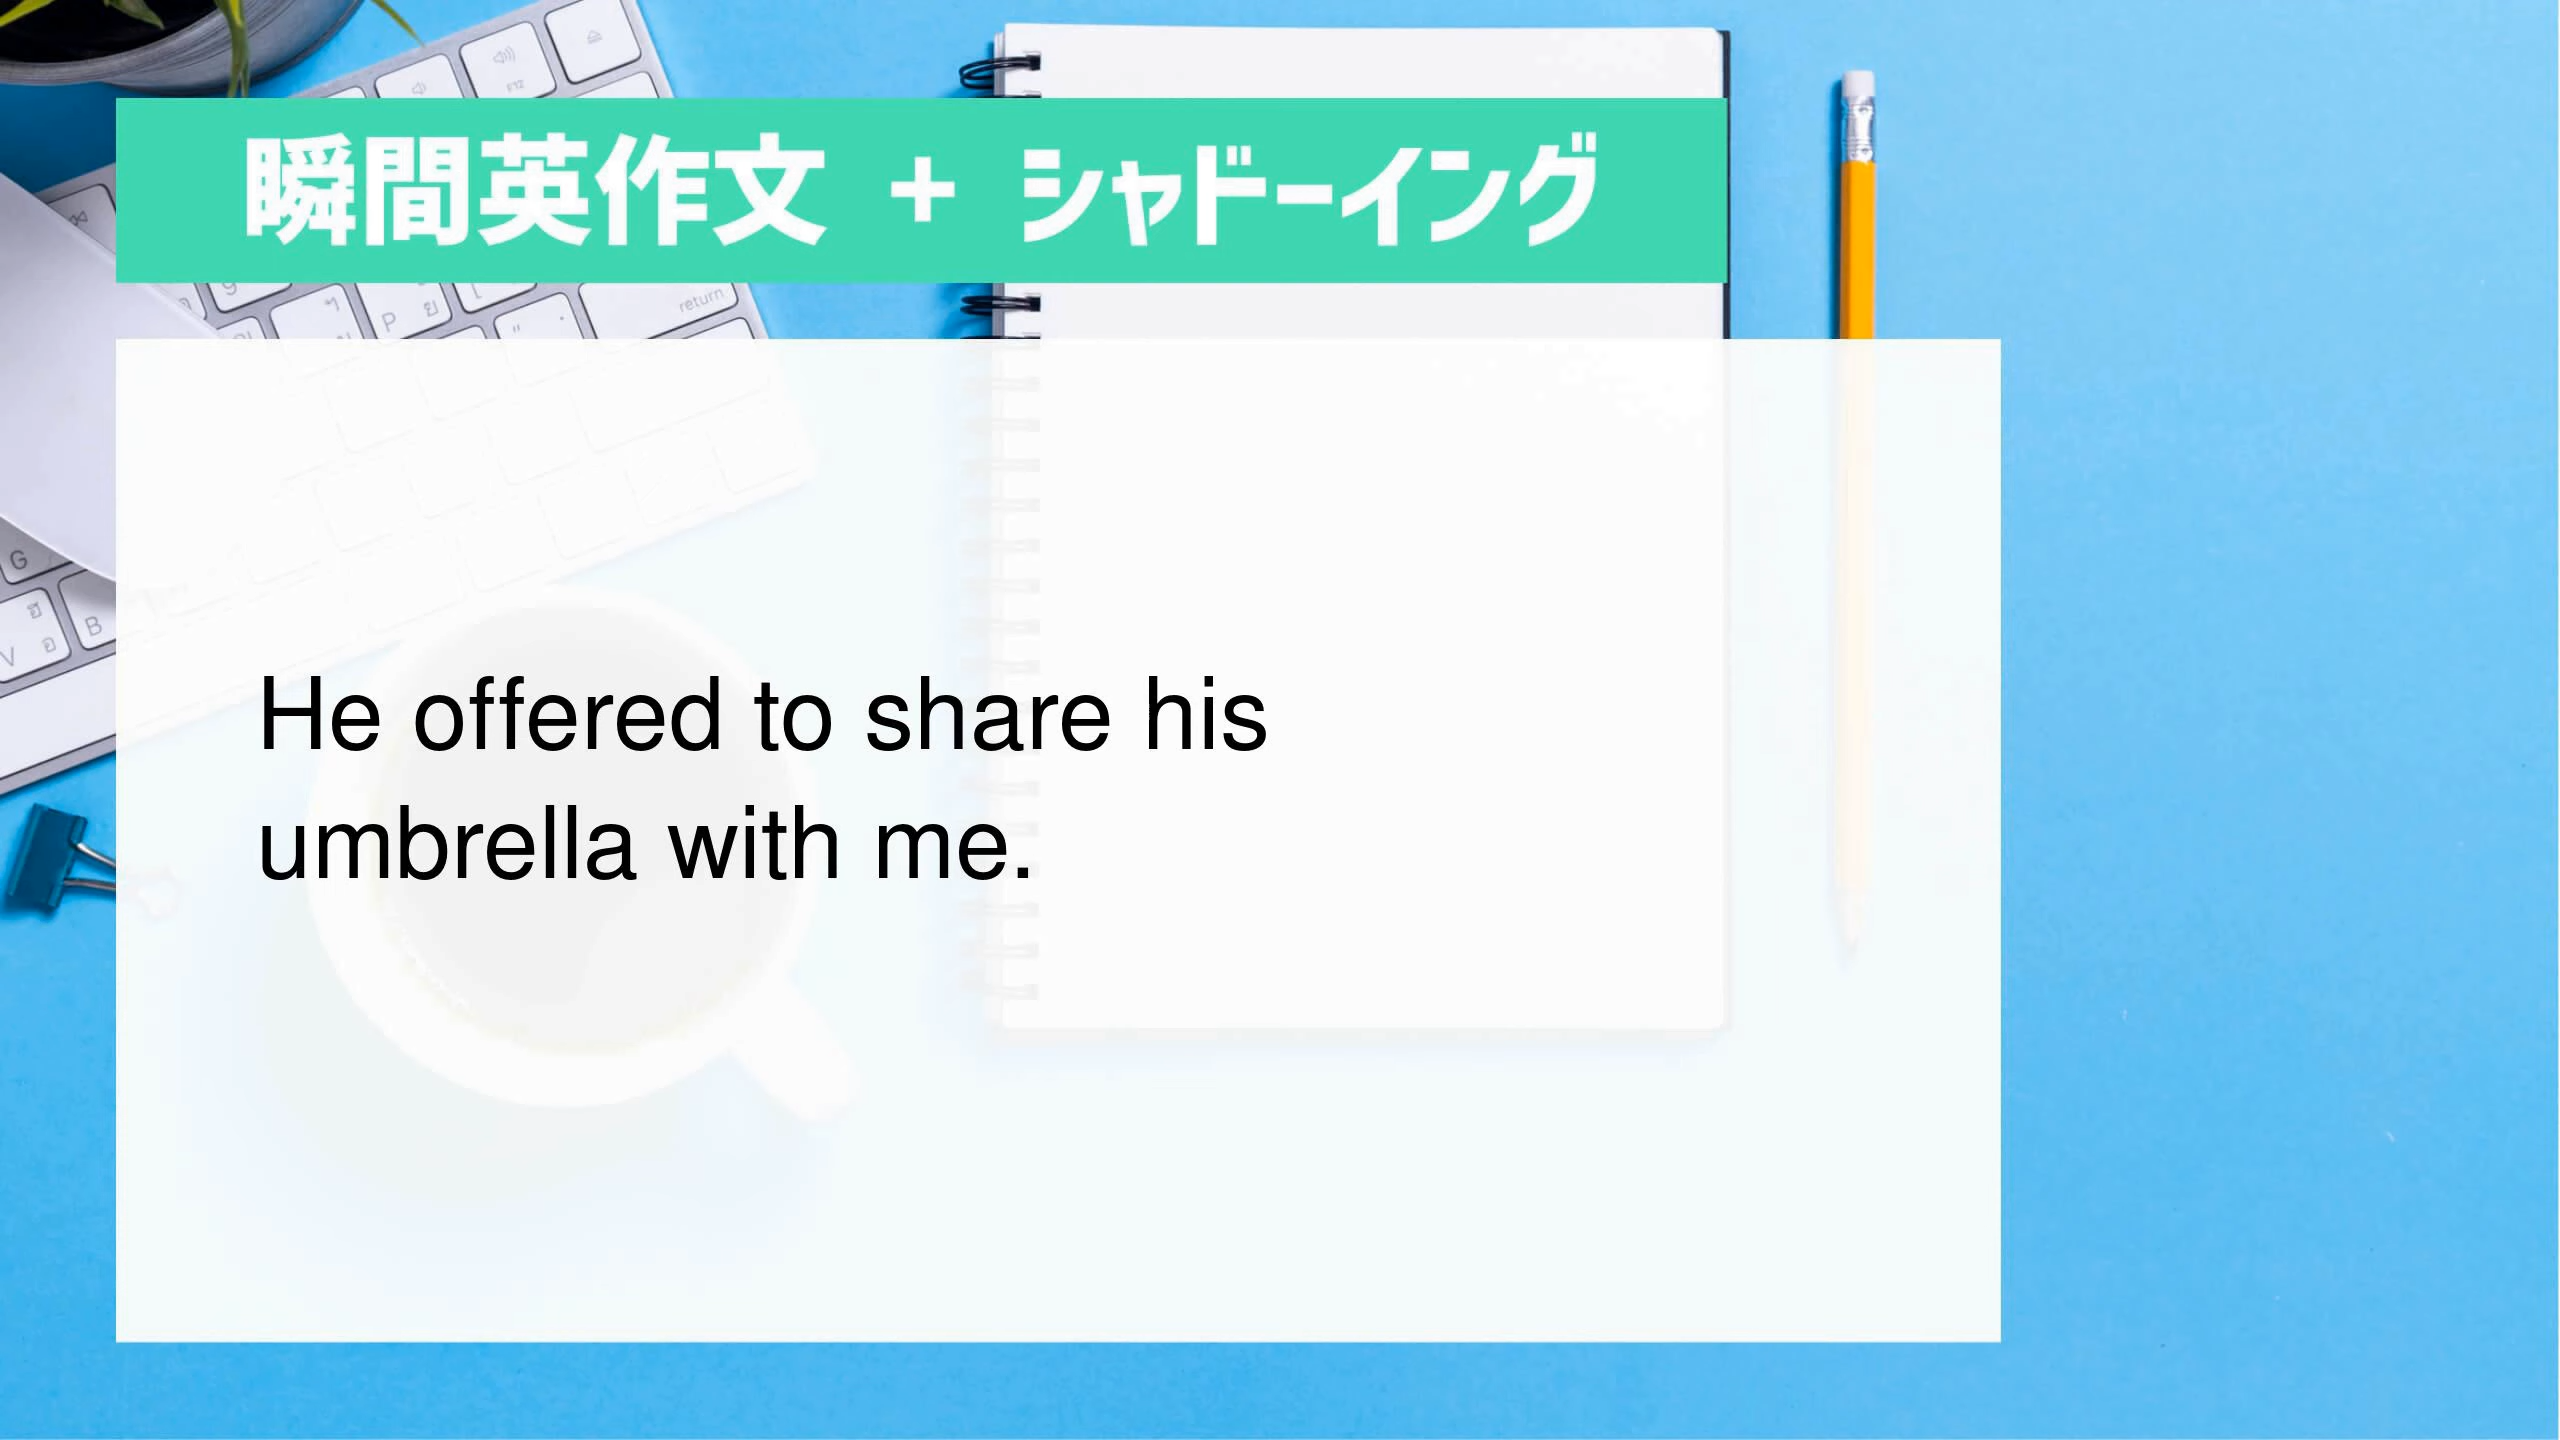 瞬間英作文 + シャドーイング
He offered to share his
umbrella with me.